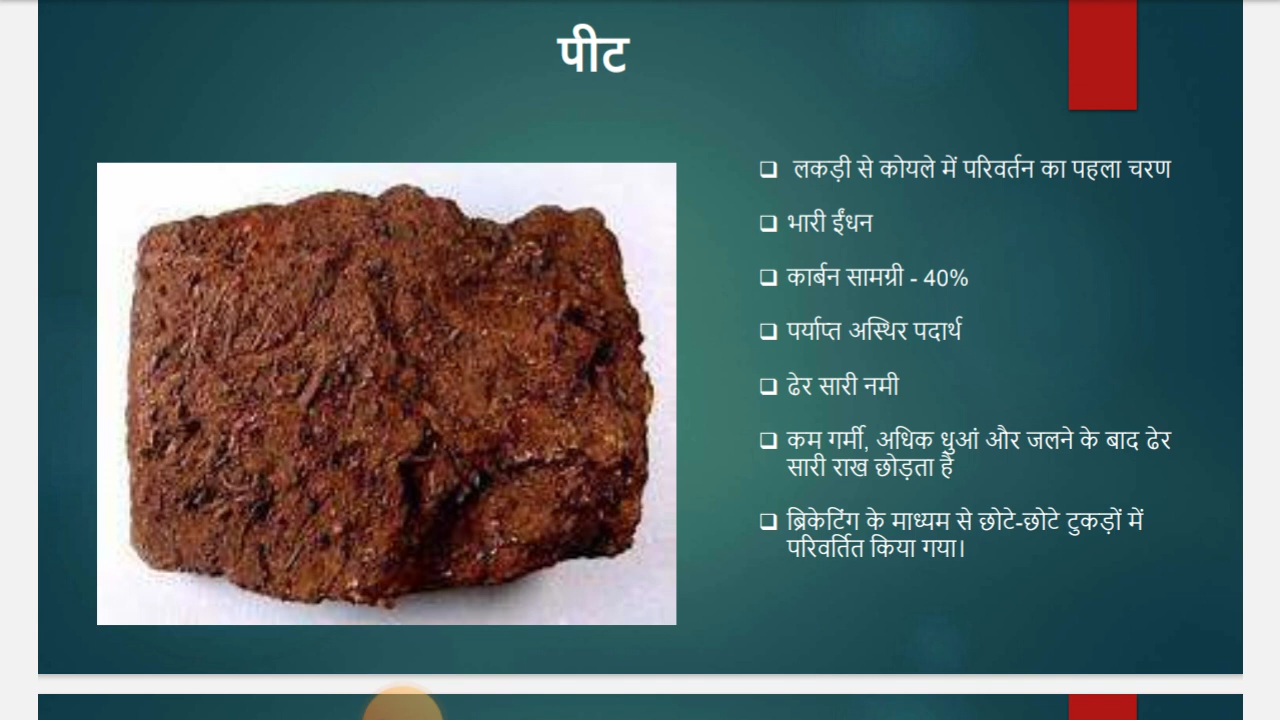 पीट
❑ लकड़ी से कोयले में परिवर्तन का पहला चरण
❑ भारी ईंधन
❑ कार्बन सामग्री - 40%
❑ पर्याप्त अस्थिर पदार्थ
❑ ढेर सारी नमी
❑ कम गर्मी, अधिक धुआं और जलने के बाद ढेर
सारी राख छोड़ता है
❑ ब्रिकेटिंग के माध्यम से छोटे-छोटे टुकड़ों में
परिवर्तित किया गया।